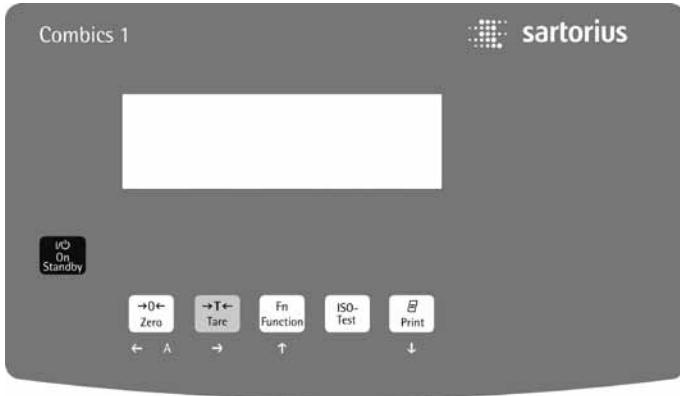 Combics 1
sartorius
I/⏻
On
Standby
→0←
Zero
→T←
Tare
Fn
Function
ISO-
Test
Print
← A → ↑ ↓